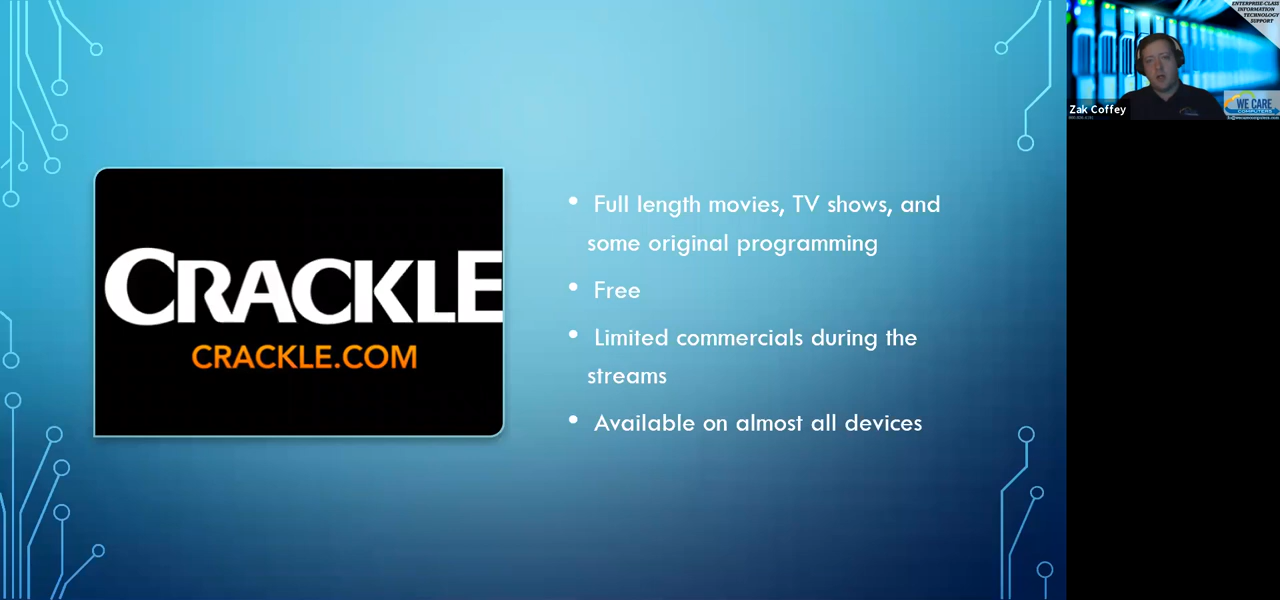 CRACKLE
CRACKLE.COM
• Full length movies, TV shows, and
some original programming
• Free
• Limited commercials during the
streams
• Available on almost all devices
ENTERPRISE-CLASS
INFORMATION
TECHNOLOGY
SUPPORT
Zak Coffey
WE CARE
COMPUTERS